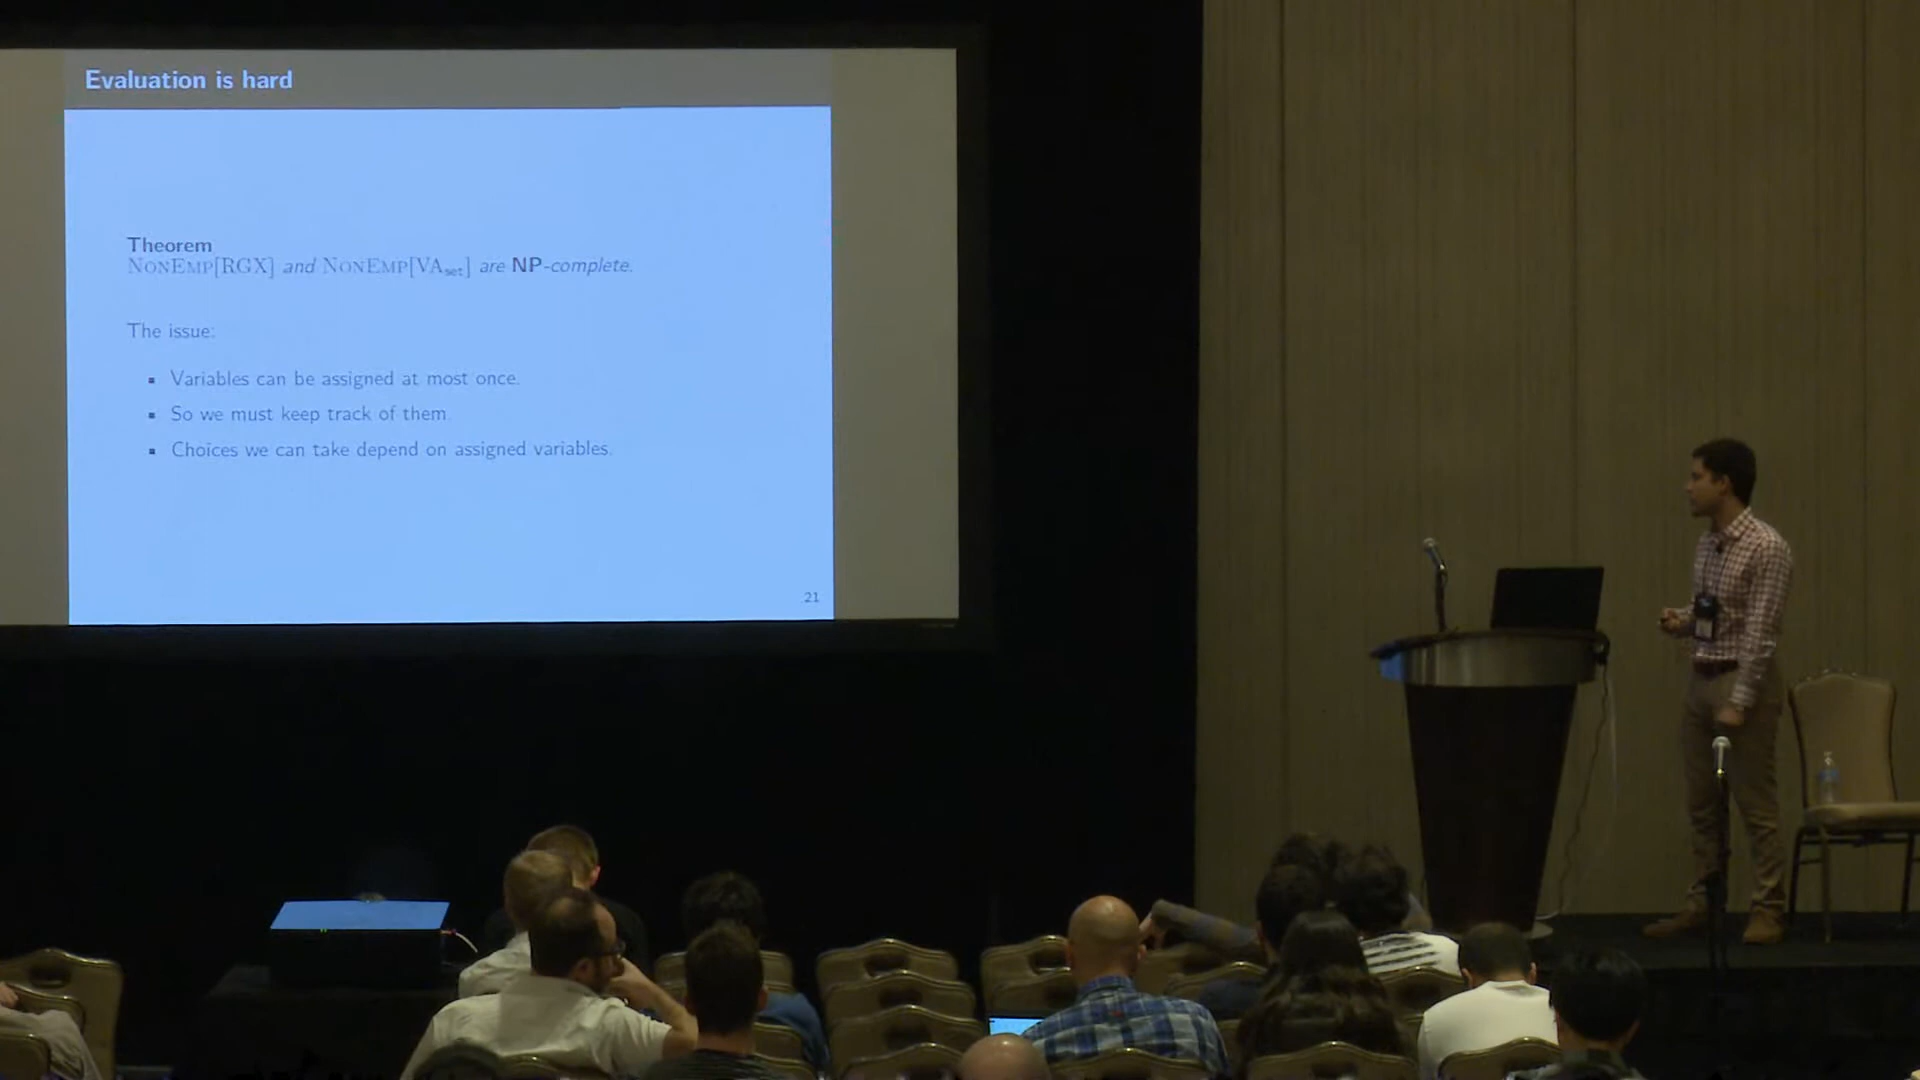 Evaluation is hard
Theorem
NONEMP[RGX] and NONEMP[VAset] are NP-complete.
The issue:
▪ Variables can be assigned at most once.
▪ So we must keep track of them.
▪ Choices we can take depend on assigned variables.
21